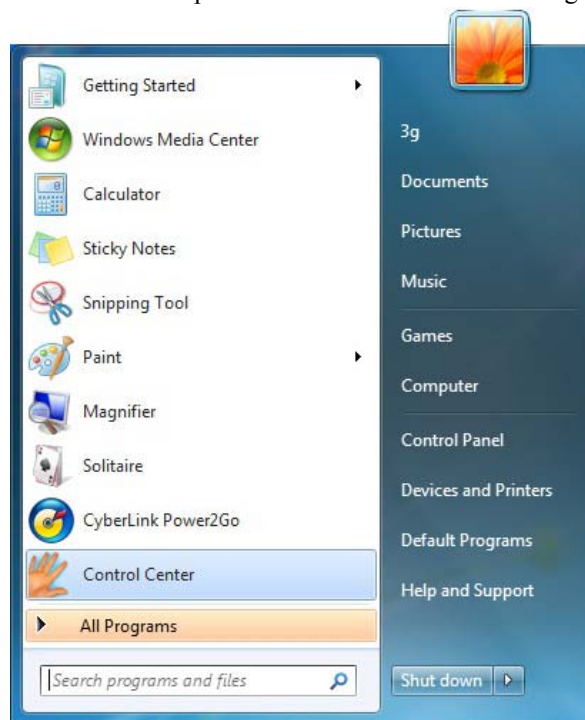 Getting Started
Windows Media Center
Calculator
Sticky Notes
Snipping Tool
Paint
Magnifier
Solitaire
CyberLink Power2Go
Control Center
All Programs
Search programs and files
3g
Documents
Pictures
Music
Games
Computer
Control Panel
Devices and Printers
Default Programs
Help and Support
Shut down